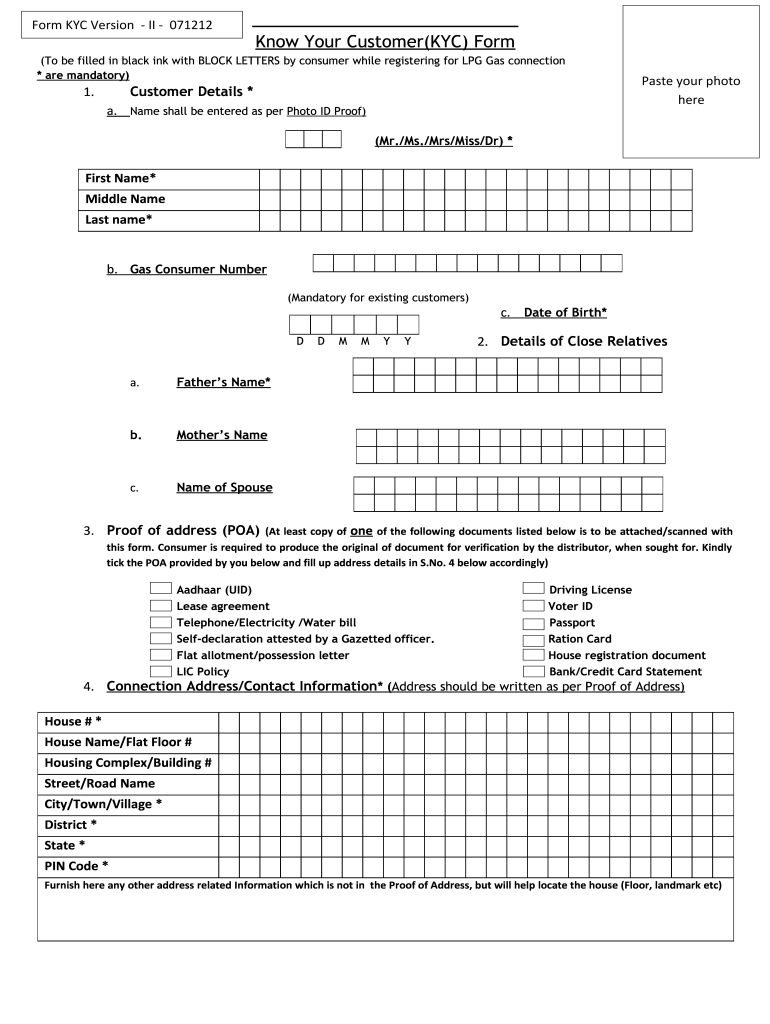 Form KYC Version - II - 071212
Know Your Customer(KYC) Form
(To be filled in black ink with BLOCK LETTERS by consumer while registering for LPG Gas connection
* are mandatory)
Paste your photo
here
1. Customer Details *
a. Name shall be entered as per Photo ID Proof)
(Mr./Ms./Mrs/Miss/Dr) *
First Name*
Middle Name
Last name*
b. Gas Consumer Number
(Mandatory for existing customers)
c. Date of Birth*
D D M M Y Y
2. Details of Close Relatives
a. Father's Name*
b. Mother's Name
c. Name of Spouse
3. Proof of address (POA) (At least copy of one of the following documents listed below is to be attached/scanned with
this form. Consumer is required to produce the original of document for verification by the distributor, when sought for. Kindly
tick the POA provided by you below and fill up address details in S.No. 4 below accordingly)
Aadhaar (UID) Driving License
Lease agreement Voter ID
Telephone/Electricity /Water bill Passport
Self-declaration attested by a Gazetted officer. Ration Card
Flat allotment/possession letter House registration document
LIC Policy Bank/Credit Card Statement
4. Connection Address/Contact Information* (Address should be written as per Proof of Address)
House # *
House Name/Flat Floor #
Housing Complex/Building #
Street/Road Name
City/Town/Village *
District *
State *
PIN Code *
Furnish here any other address related Information which is not in the Proof of Address, but will help locate the house (Floor, landmark etc)